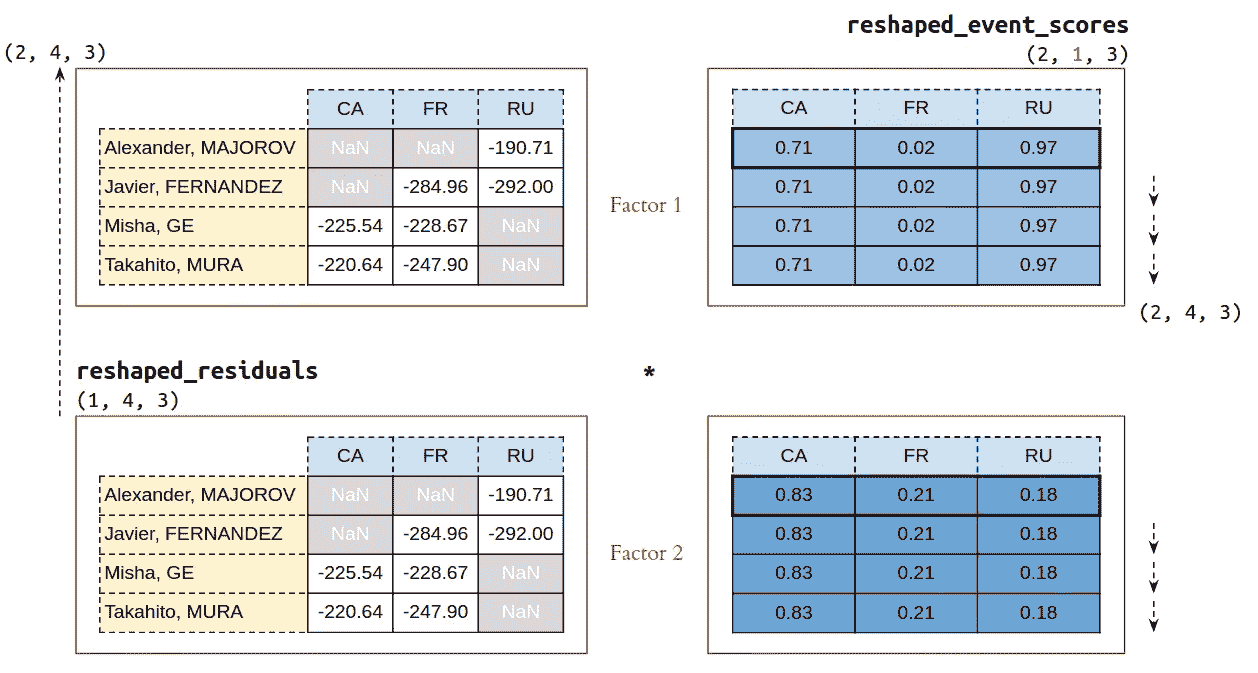 reshaped_event_scores
(2, 4, 3)
(2, 1, 3)
CA FR RU
Alexander, MAJOROV NaN NaN -190.71
Javier, FERNANDEZ NaN -284.96 -292.00
Misha, GE -225.54 -228.67 NaN
Takahito, MURA -220.64 -247.90 NaN
Factor 1
CA FR RU
0.71 0.02 0.97
0.71 0.02 0.97
0.71 0.02 0.97
0.71 0.02 0.97
(2, 4, 3)
reshaped_residuals
*
(1, 4, 3)
CA FR RU
Alexander, MAJOROV NaN NaN -190.71
Javier, FERNANDEZ NaN -284.96 -292.00
Misha, GE -225.54 -228.67 NaN
Takahito, MURA -220.64 -247.90 NaN
Factor 2
CA FR RU
0.83 0.21 0.18
0.83 0.21 0.18
0.83 0.21 0.18
0.83 0.21 0.18